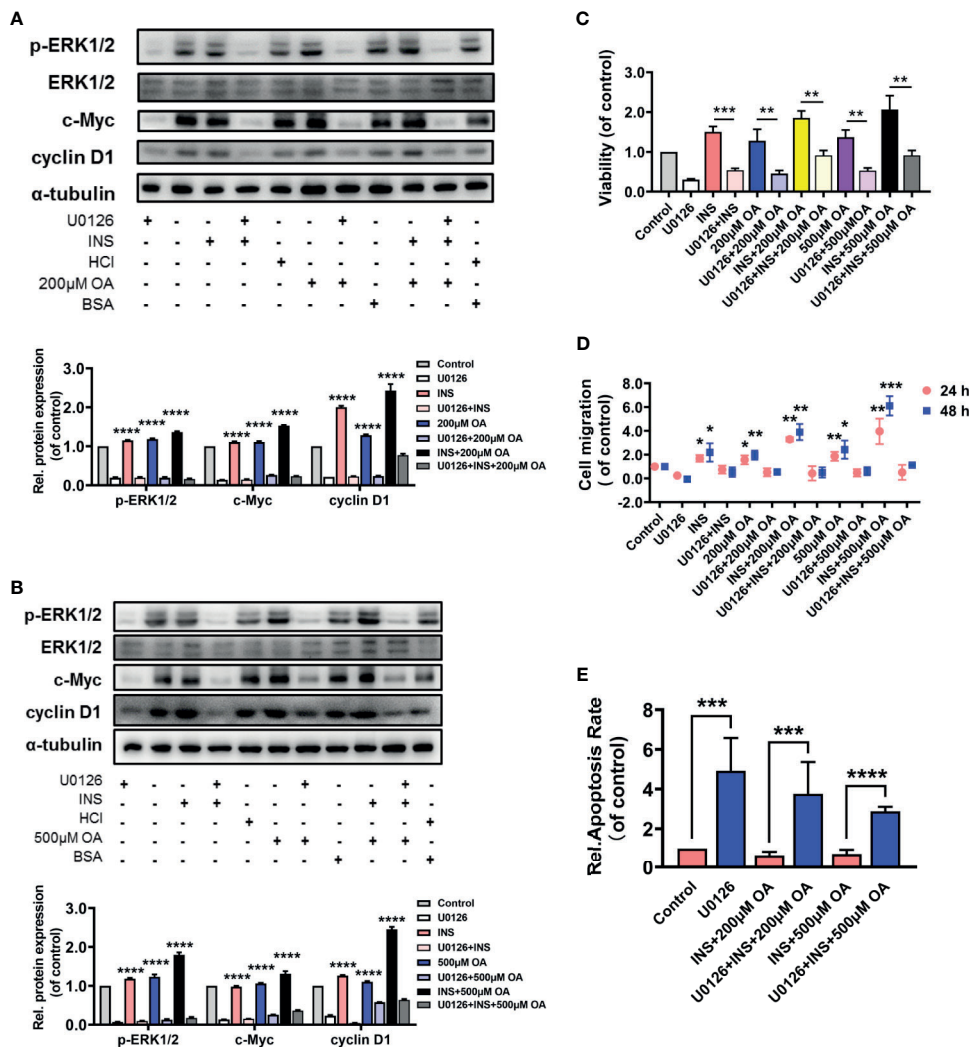 A
p-ERK1/2
ERK1/2
c-Myc
cyclin D1
α-tubulin
U0126 + - - + - - + - - + -
INS - - + + - - - - + + -
HCl - - - - + - - - - - +
200μM OA - - - - - + + - + + -
BSA - - - - - - - + - - +
Rel. protein expression
(of control)
3.0
2.0
1.0
0.0
**** **** ****
**** **** ****
**** **** ****
p-ERK1/2 c-Myc cyclin D1
Control
U0126
INS
U0126+INS
200μM OA
U0126+200μM OA
INS+200μM OA
U0126+INS+200μM OA
B
p-ERK1/2
ERK1/2
c-Myc
cyclin D1
α-tubulin
U0126 + - - + - - + - - + -
INS - - + + - - - - + + -
HCl - - - - + - - - - - +
500μM OA - - - - - + + - + + -
BSA - - - - - - - + - - +
Rel. protein expression
(of control)
3.0
2.0
1.0
0.0
**** **** ****
**** **** ****
**** **** ****
p-ERK1/2 c-Myc cyclin D1
Control
U0126
INS
U0126+INS
500μM OA
U0126+500μM OA
INS+500μM OA
U0126+INS+500μM OA
C
Viability (of control)
3.0
2.0
1.0
0.0
*** ** ** ** **
Control
U0126
INS
U0126+INS
200μM OA
U0126+200μM OA
INS+200μM OA
U0126+INS+200μM OA
500μM OA
U0126+500μM OA
INS+500μM OA
U0126+INS+500μM OA
D
Cell migration
( of control)
8.0
6.0
4.0
2.0
0.0
-2.0
* * * ** ** ** ** * ** ***
24 h
48 h
Control
U0126
INS
U0126+INS
200μM OA
U0126+200μM OA
INS+200μM OA
U0126+INS+200μM OA
500μM OA
U0126+500μM OA
INS+500μM OA
U0126+INS+500μM OA
E
Rel.Apoptosis Rate
(of control)
8
6
4
2
0
*** *** ****
Control
U0126
INS+200μM OA
U0126+INS+200μM OA
INS+500μM OA
U0126+INS+500μM OA